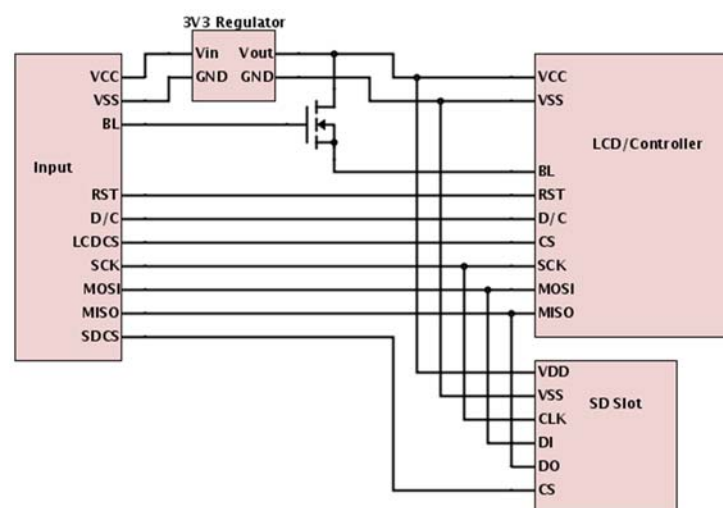 3V3 Regulator
Vin Vout
GND GND
Input
VCC
VSS
BL
RST
D/C
LCDCS
SCK
MOSI
MISO
SDCS
LCD/Controller
VCC
VSS
BL
RST
D/C
CS
SCK
MOSI
MISO
SD Slot
VDD
VSS
CLK
DI
DO
CS